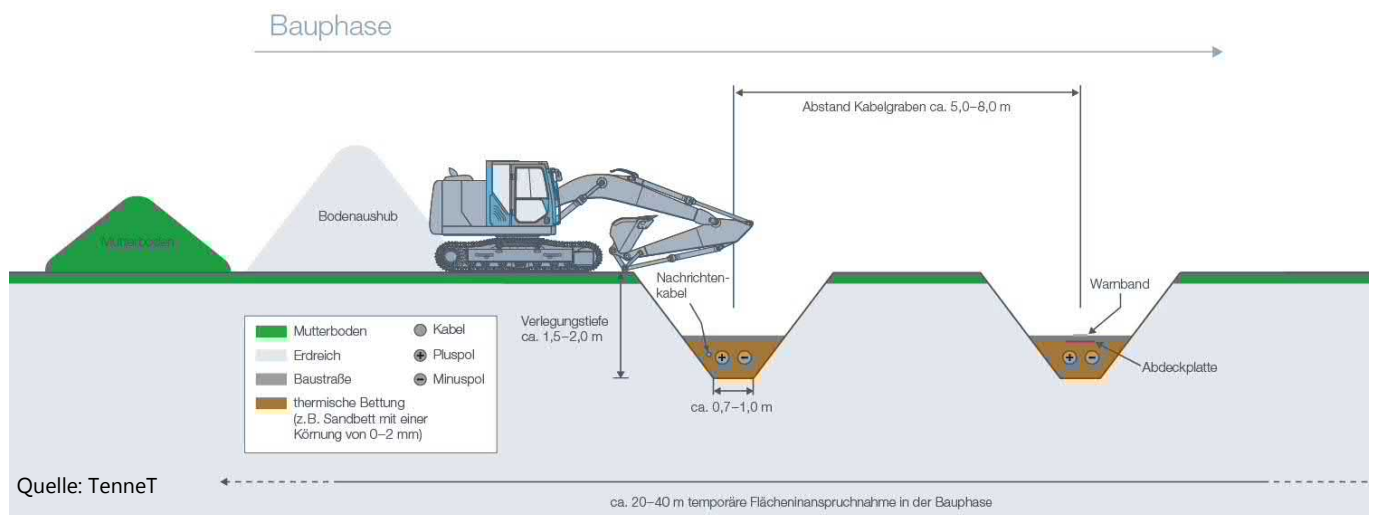 Bauphase
Abstand Kabelgraben ca. 5,0–8,0 m
Bodenaushub
Mutterboden
Nachrichten-
kabel
Warnband
Verlegungstiefe
ca. 1,5–2,0 m
Abdeckplatte
ca. 0,7–1,0 m
Mutterboden
Kabel
Erdreich
Pluspol
Baustraße
Minuspol
thermische Bettung
(z.B. Sandbett mit einer
Körnung von 0–2 mm)
Quelle: TenneT
ca. 20–40 m temporäre Flächeninanspruchnahme in der Bauphase